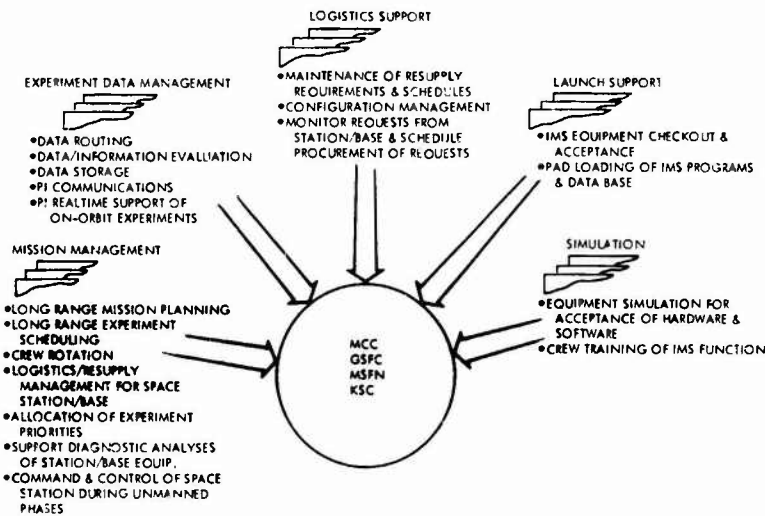 LOGISTICS SUPPORT
•MAINTENANCE OF RESUPPLY
REQUIREMENTS & SCHEDULES
•CONFIGURATION MANAGEMENT
•MONITOR REQUESTS FROM
STATION/BASE & SCHEDULE
PROCUREMENT OF REQUESTS
EXPERIMENT DATA MANAGEMENT
•DATA ROUTING
•DATA/INFORMATION EVALUATION
•DATA STORAGE
•PI COMMUNICATIONS
•PI REALTIME SUPPORT OF
ON-ORBIT EXPERIMENTS
LAUNCH SUPPORT
•IMS EQUIPMENT CHECKOUT &
ACCEPTANCE
•PAD LOADING OF IMS PROGRAMS
& DATA BASE
MISSION MANAGEMENT
•LONG RANGE MISSION PLANNING
•LONG RANGE EXPERIMENT
SCHEDULING
•CREW ROTATION
•LOGISTICS/RESUPPLY
MANAGEMENT FOR SPACE
STATION/BASE
•ALLOCATION OF EXPERIMENT
PRIORITIES
•SUPPORT DIAGNOSTIC ANALYSES
OF STATION/BASE EQUIP.
•COMMAND & CONTROL OF SPACE
STATION DURING UNMANNED
PHASES
SIMULATION
•EQUIPMENT SIMULATION FOR
ACCEPTANCE OF HARDWARE &
SOFTWARE
•CREW TRAINING OF IMS FUNCTION
MCC
GSFC
MSFN
KSC